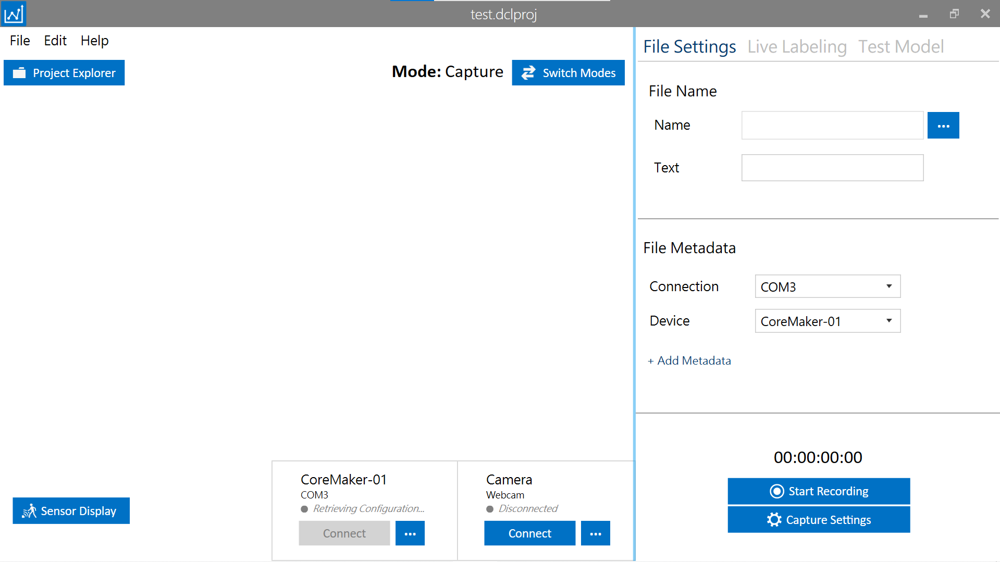 test.dclproj
File Edit Help
Project Explorer
Mode: Capture
Switch Modes
File Settings Live Labeling Test Model
File Name
Name
...
Text
File Metadata
Connection
COM3
Device
CoreMaker-01
+ Add Metadata
00:00:00:00
Start Recording
Capture Settings
Sensor Display
CoreMaker-01
COM3
Retrieving Configuration...
Connect
...
Camera
Webcam
Disconnected
Connect
...